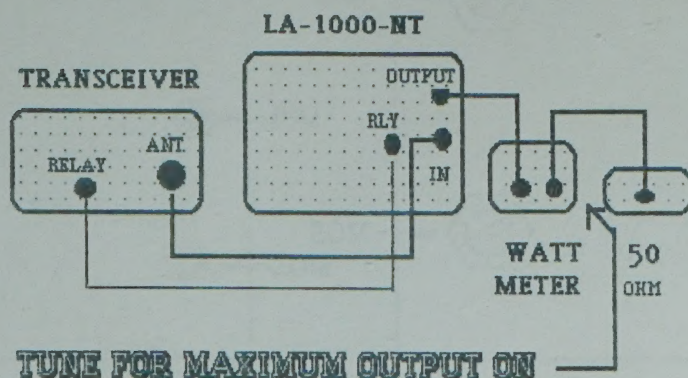 LA-1000-NT
TRANSCEIVER
OUTPUT
RLY
ANT.
RELAY
IN
WATT
METER
50
OHM
TUNE FOR MAXIMUM OUTPUT ON